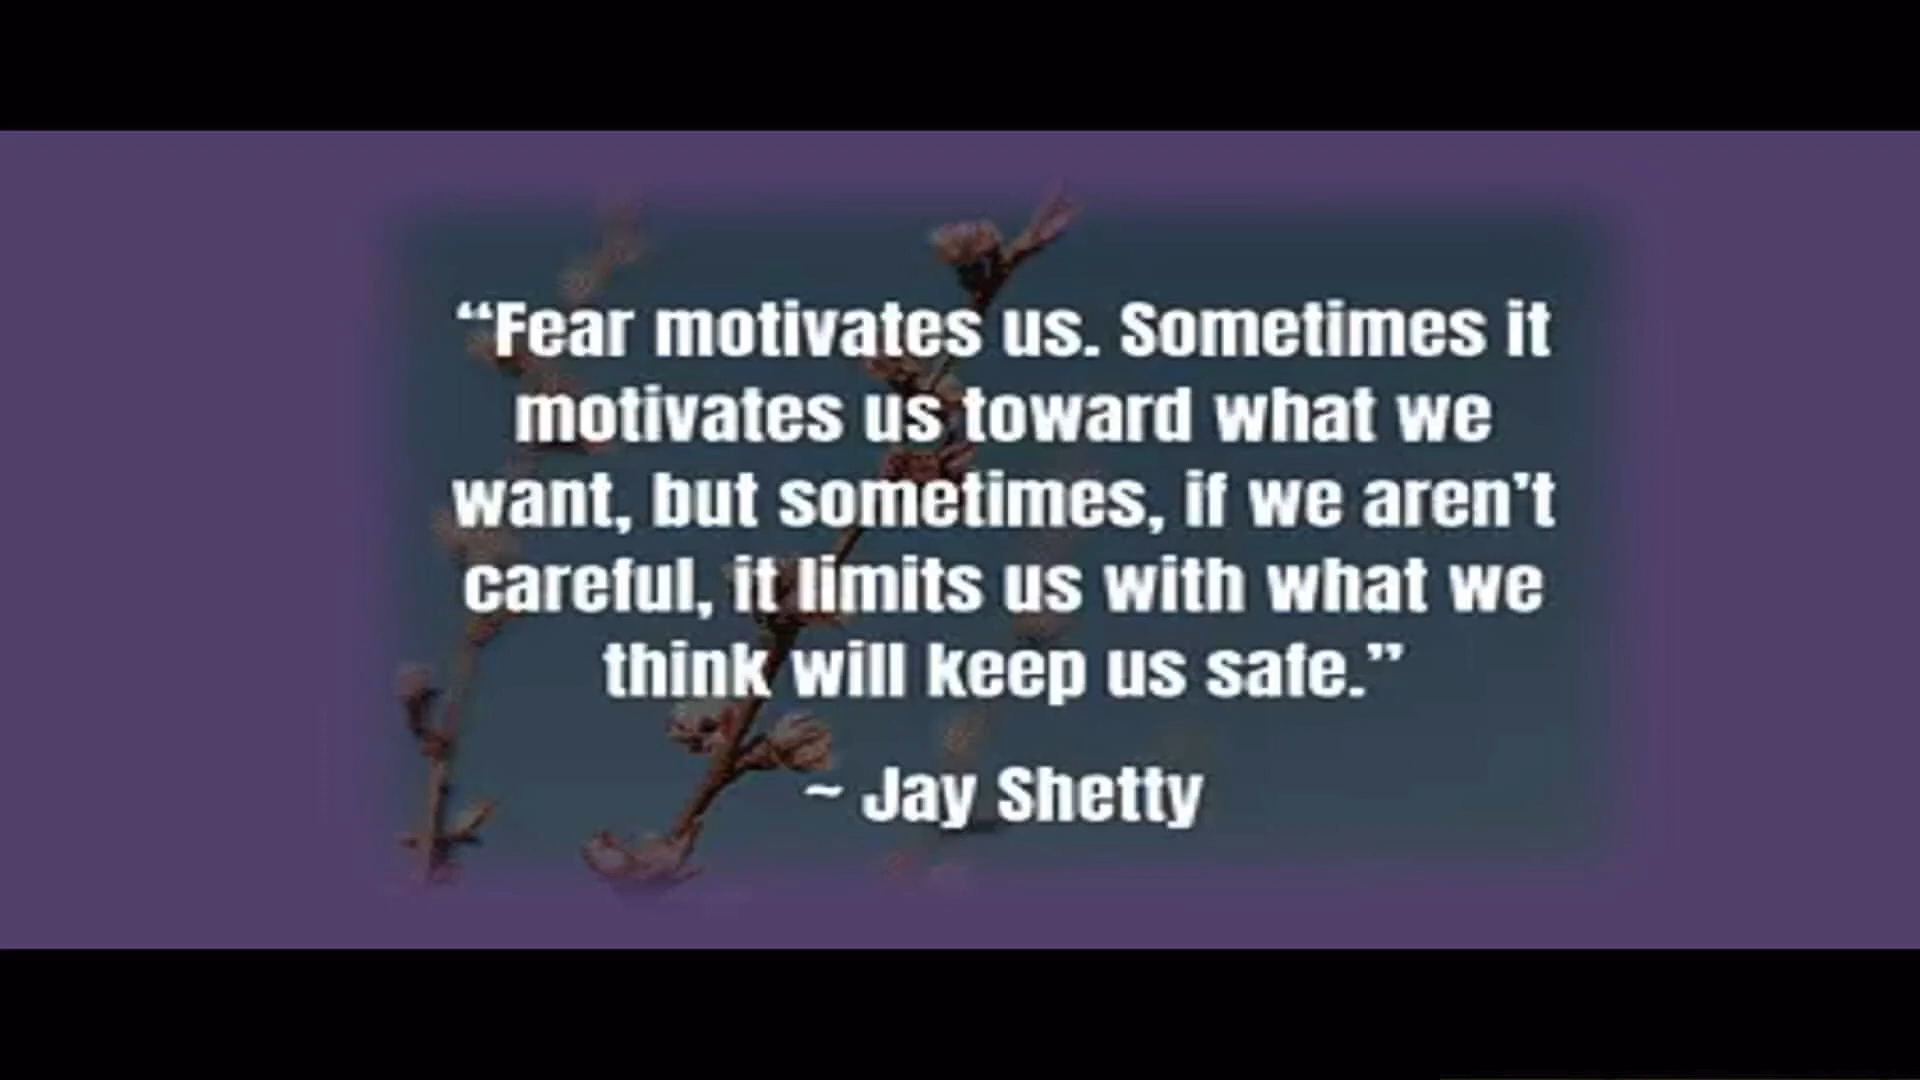 “Fear motivates us. Sometimes it
motivates us toward what we
want, but sometimes, if we aren’t
careful, it limits us with what we
think will keep us safe.”
~ Jay Shetty